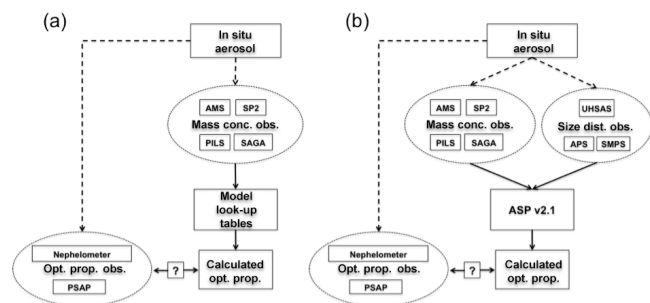 (a)
In situ
aerosol
AMS SP2
Mass conc. obs.
PILS SAGA
Model
look-up
tables
Nephelometer
Opt. prop. obs.
PSAP
?
Calculated
opt. prop.
(b)
In situ
aerosol
AMS SP2
Mass conc. obs.
PILS SAGA
UHSAS
Size dist. obs.
APS SMPS
ASP v2.1
Nephelometer
Opt. prop. obs.
PSAP
?
Calculated
opt. prop.